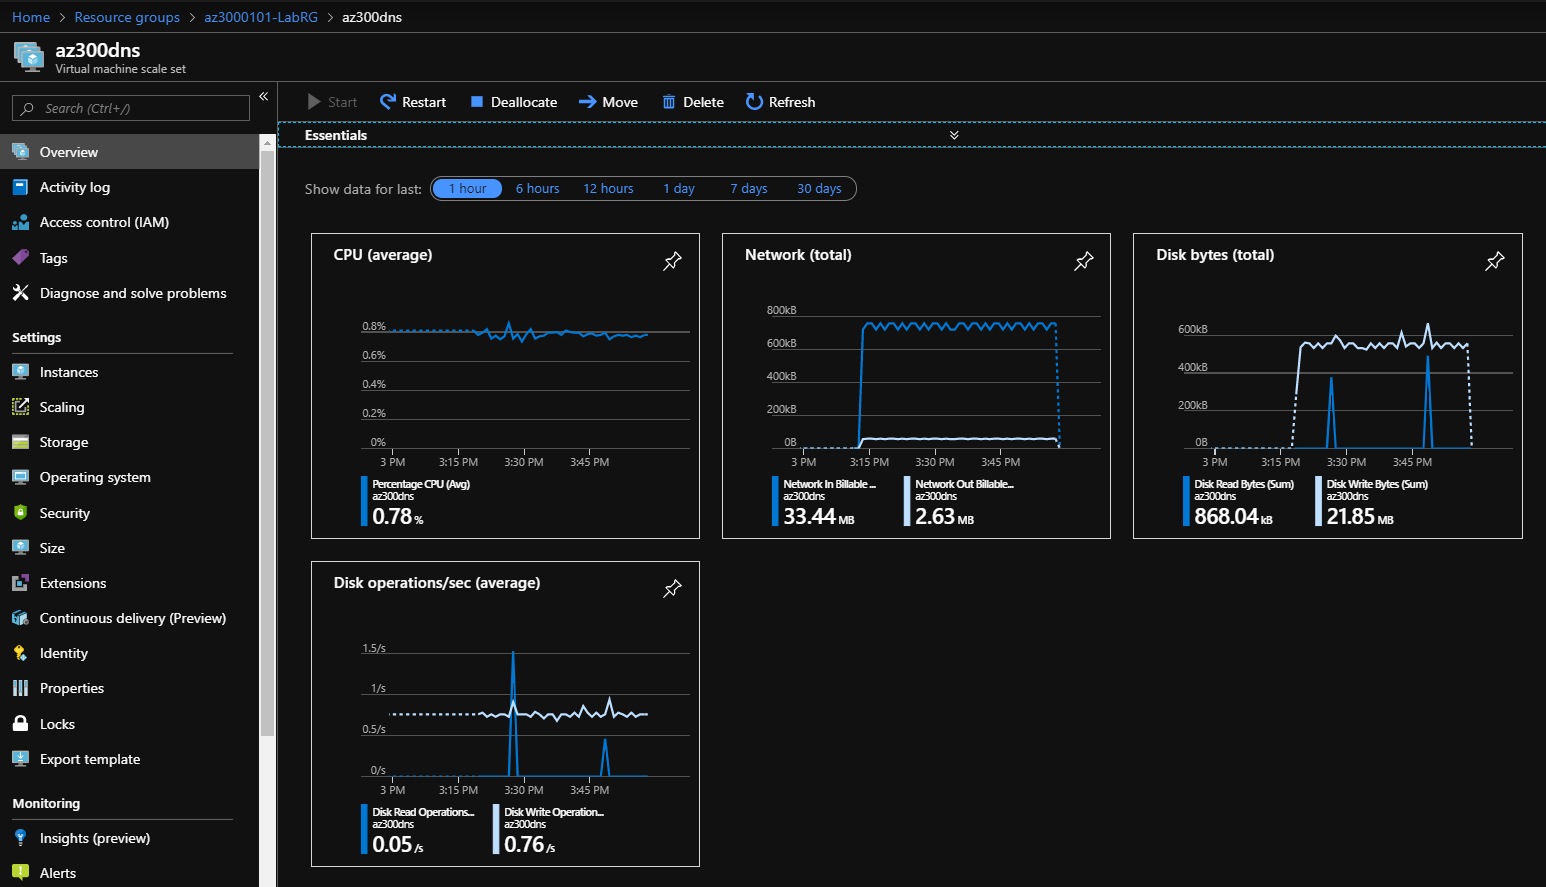 Home > Resource groups > az3000101-LabRG > az300dns
az300dns
Virtual machine scale set
Search (Ctrl+/)
«
Start Restart Deallocate Move Delete Refresh
Essentials
Overview
Activity log
Access control (IAM)
Tags
Diagnose and solve problems
Settings
Instances
Scaling
Storage
Operating system
Security
Size
Extensions
Continuous delivery (Preview)
Identity
Properties
Locks
Export template
Monitoring
Insights (preview)
Alerts
Show data for last: 1 hour 6 hours 12 hours 1 day 7 days 30 days
CPU (average)
0.8%
0.6%
0.4%
0.2%
0%
3 PM 3:15 PM 3:30 PM 3:45 PM
Percentage CPU (Avg)
az300dns
0.78 %
Network (total)
800kB
600kB
400kB
200kB
0B
3 PM 3:15 PM 3:30 PM 3:45 PM
Network In Billable ... Network Out Billable...
az300dns az300dns
33.44 MB 2.63 MB
Disk bytes (total)
600kB
400kB
200kB
0B
3 PM 3:15 PM 3:30 PM 3:45 PM
Disk Read Bytes (Sum) Disk Write Bytes (Sum)
az300dns az300dns
868.04 kB 21.85 MB
Disk operations/sec (average)
1.5/s
1/s
0.5/s
0/s
3 PM 3:15 PM 3:30 PM 3:45 PM
Disk Read Operations... Disk Write Operation...
az300dns az300dns
0.05 /s 0.76 /s